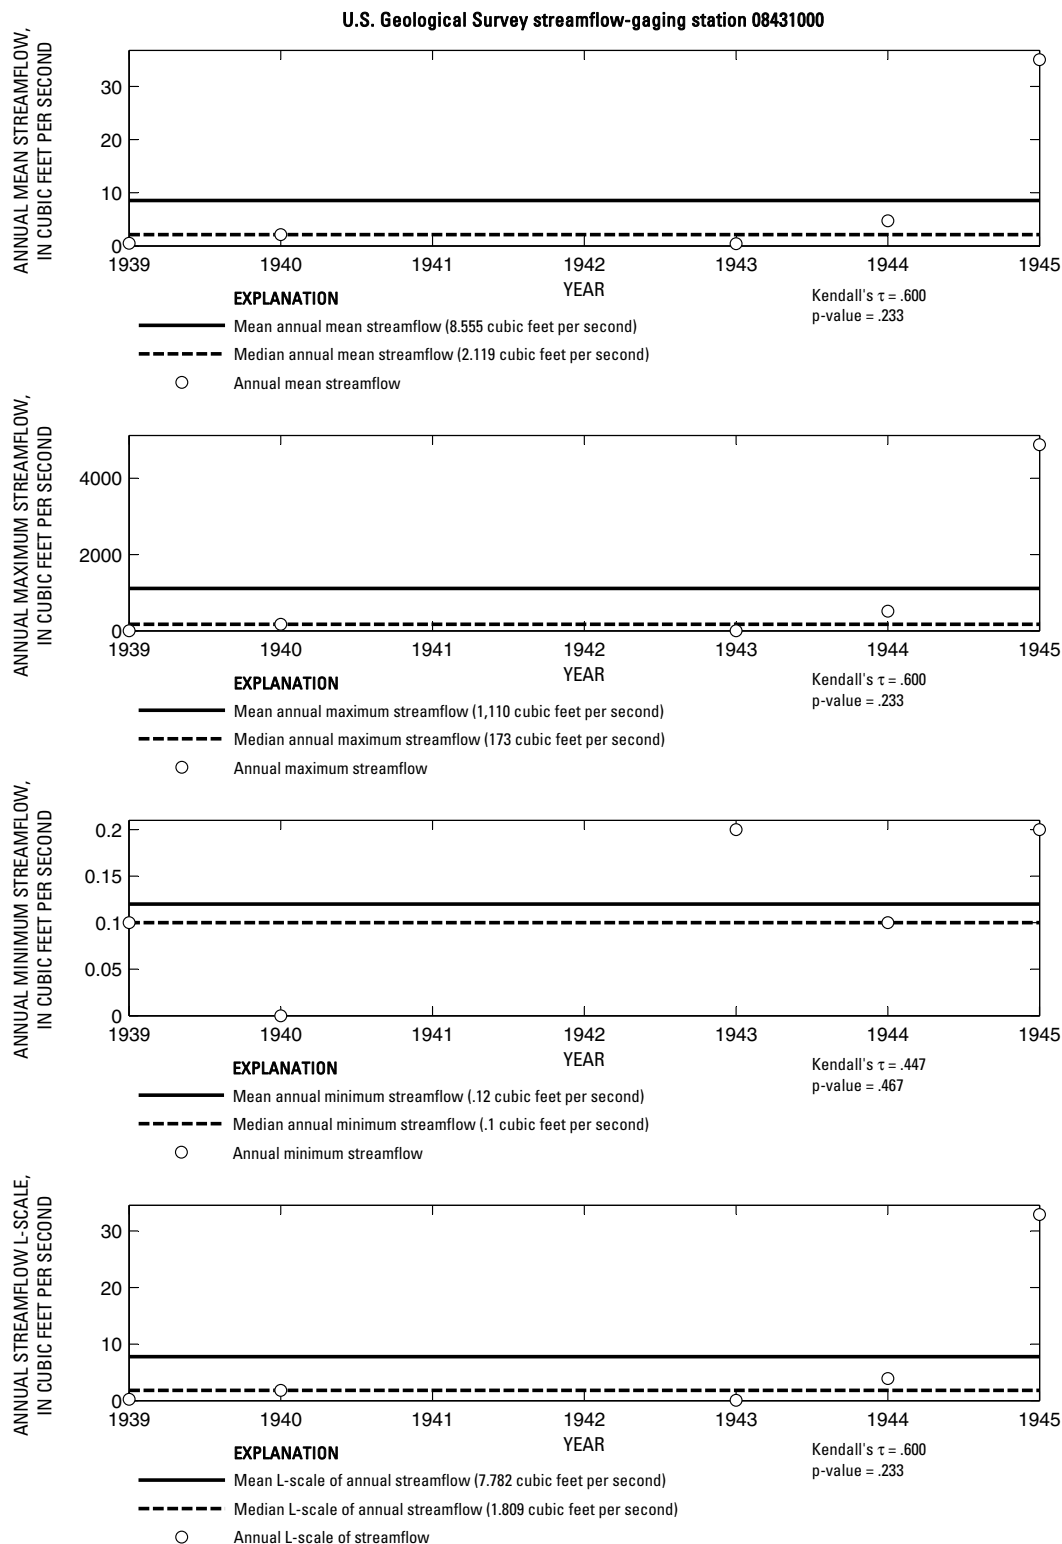 U.S. Geological Survey streamflow-gaging station 08431000
ANNUAL MEAN STREAMFLOW,
IN CUBIC FEET PER SECOND
30
20
10
0
1939 1940 1941 1942 1943 1944 1945
YEAR
Kendall's τ = .600
p-value = .233
EXPLANATION
Mean annual mean streamflow (8.555 cubic feet per second)
Median annual mean streamflow (2.119 cubic feet per second)
Annual mean streamflow
ANNUAL MAXIMUM STREAMFLOW,
IN CUBIC FEET PER SECOND
4000
2000
0
1939 1940 1941 1942 1943 1944 1945
YEAR
Kendall's τ = .600
p-value = .233
EXPLANATION
Mean annual maximum streamflow (1,110 cubic feet per second)
Median annual maximum streamflow (173 cubic feet per second)
Annual maximum streamflow
ANNUAL MINIMUM STREAMFLOW,
IN CUBIC FEET PER SECOND
0.2
0.15
0.1
0.05
0
1939 1940 1941 1942 1943 1944 1945
YEAR
Kendall's τ = .447
p-value = .467
EXPLANATION
Mean annual minimum streamflow (.12 cubic feet per second)
Median annual minimum streamflow (.1 cubic feet per second)
Annual minimum streamflow
ANNUAL STREAMFLOW L-SCALE,
IN CUBIC FEET PER SECOND
30
20
10
0
1939 1940 1941 1942 1943 1944 1945
YEAR
Kendall's τ = .600
p-value = .233
EXPLANATION
Mean L-scale of annual streamflow (7.782 cubic feet per second)
Median L-scale of annual streamflow (1.809 cubic feet per second)
Annual L-scale of streamflow